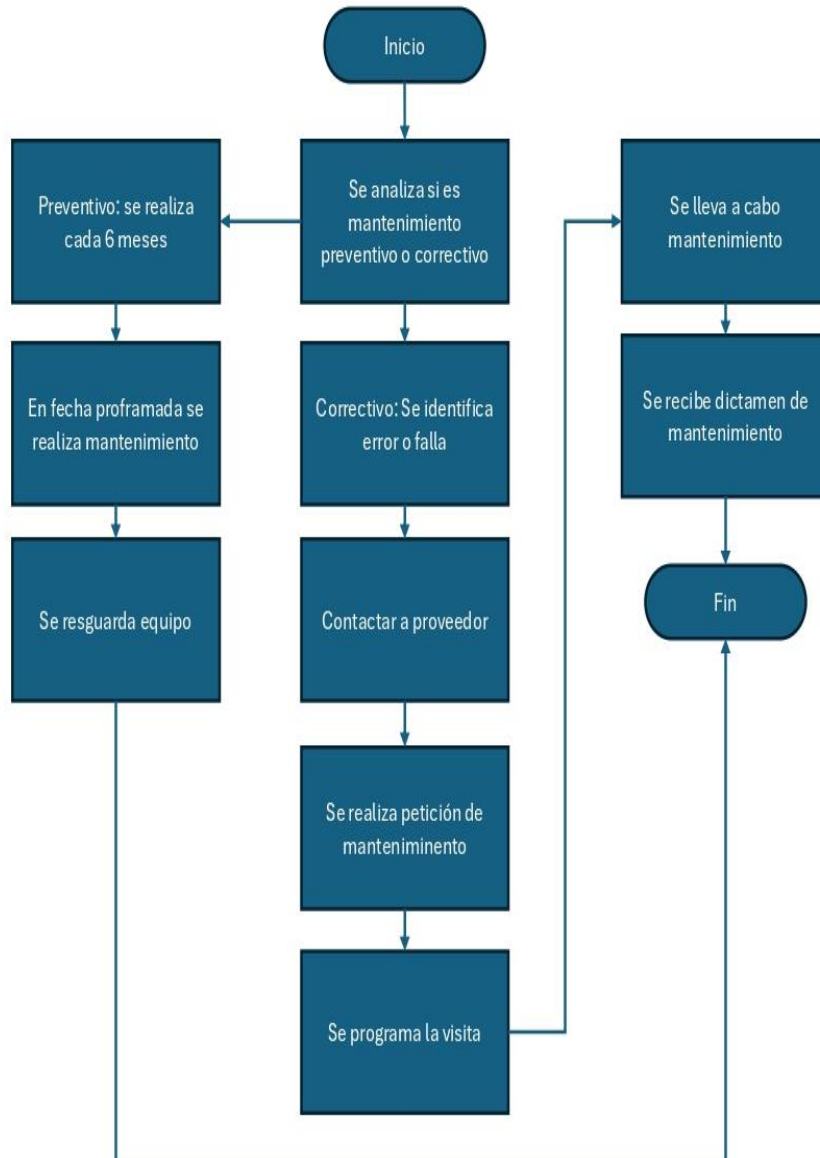 Inicio
Se analiza si es
mantenimiento
preventivo o correctivo
Preventivo: se realiza
cada 6 meses
En fecha proframada se
realiza mantenimiento
Se resguarda equipo
Correctivo: Se identifica
error o falla
Contactar a proveedor
Se realiza petición de
manteniminento
Se programa la visita
Se lleva a cabo
mantenimiento
Se recibe dictamen de
mantenimiento
Fin